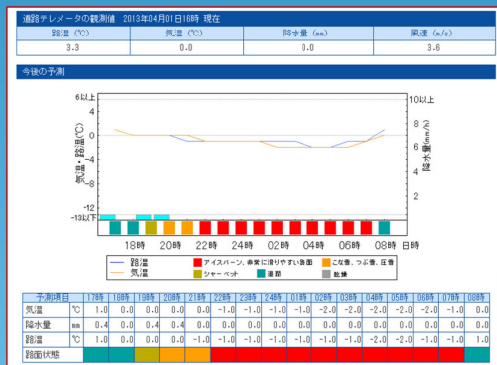 道路テレメータの観測値 2013年04月01日16時 現在
路温 (℃) 気温 (℃) 降水量 (mm) 風速 (m/s)
3.3 0.0 0.0 3.6
今後の予測
6以上 10以上
4
0 8
-4 6
-8 4
-12 2
-13以下
気温・路温(℃)
降水量(mm/h)
18時 20時 22時 24時 02時 04時 06時 08時 日時
路温 アイスバーン、非常に滑りやすい路面 こな雪、つぶ雪、圧雪
気温 シャーベット 湿潤 乾燥
予測項目 17時 18時 19時 20時 21時 22時 23時 24時 01時 02時 03時 04時 05時 06時 07時 08時
気温 ℃ 1.0 0.0 0.0 0.0 0.0 -1.0 -1.0 -1.0 -1.0 -2.0 -2.0 -2.0 -2.0 -2.0 -1.0 0.0
降水量 mm 0.4 0.0 0.4 0.4 0.0 0.0 0.0 0.0 0.0 0.0 0.0 0.0 0.0 0.0 0.0 0.0
路温 ℃ 1.0 0.0 0.0 0.0 -1.0 -1.0 -1.0 -1.0 -1.0 -1.0 -1.0 -2.0 -2.0 -1.0 -1.0 1.0
路面状態